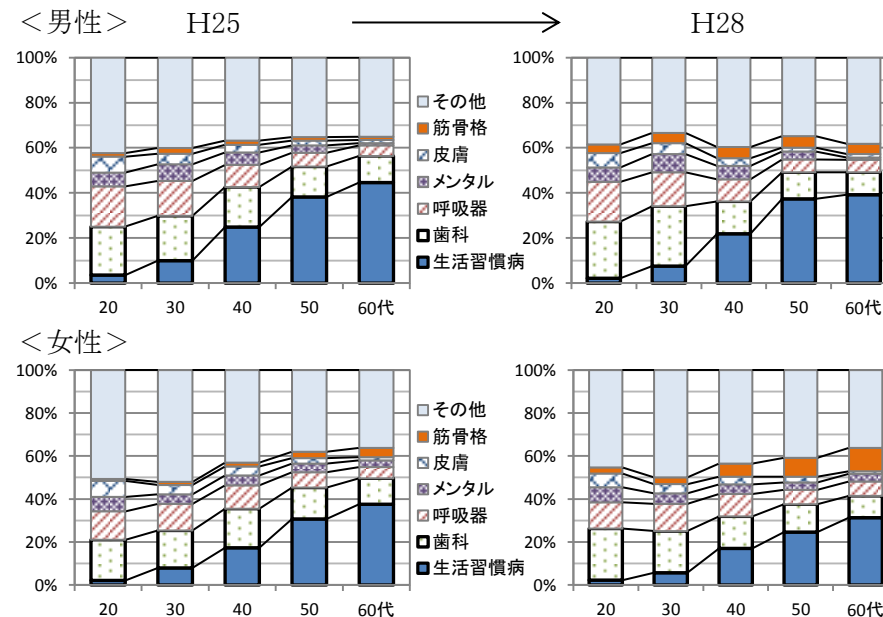 ＜男性＞ H25 → H28
100%
80%
60%
40%
20%
0%
20 30 40 50 60代
その他
筋骨格
皮膚
メンタル
呼吸器
歯科
生活習慣病
100%
80%
60%
40%
20%
0%
20 30 40 50 60代
＜女性＞
100%
80%
60%
40%
20%
0%
20 30 40 50 60代
その他
筋骨格
皮膚
メンタル
呼吸器
歯科
生活習慣病
100%
80%
60%
40%
20%
0%
20 30 40 50 60代